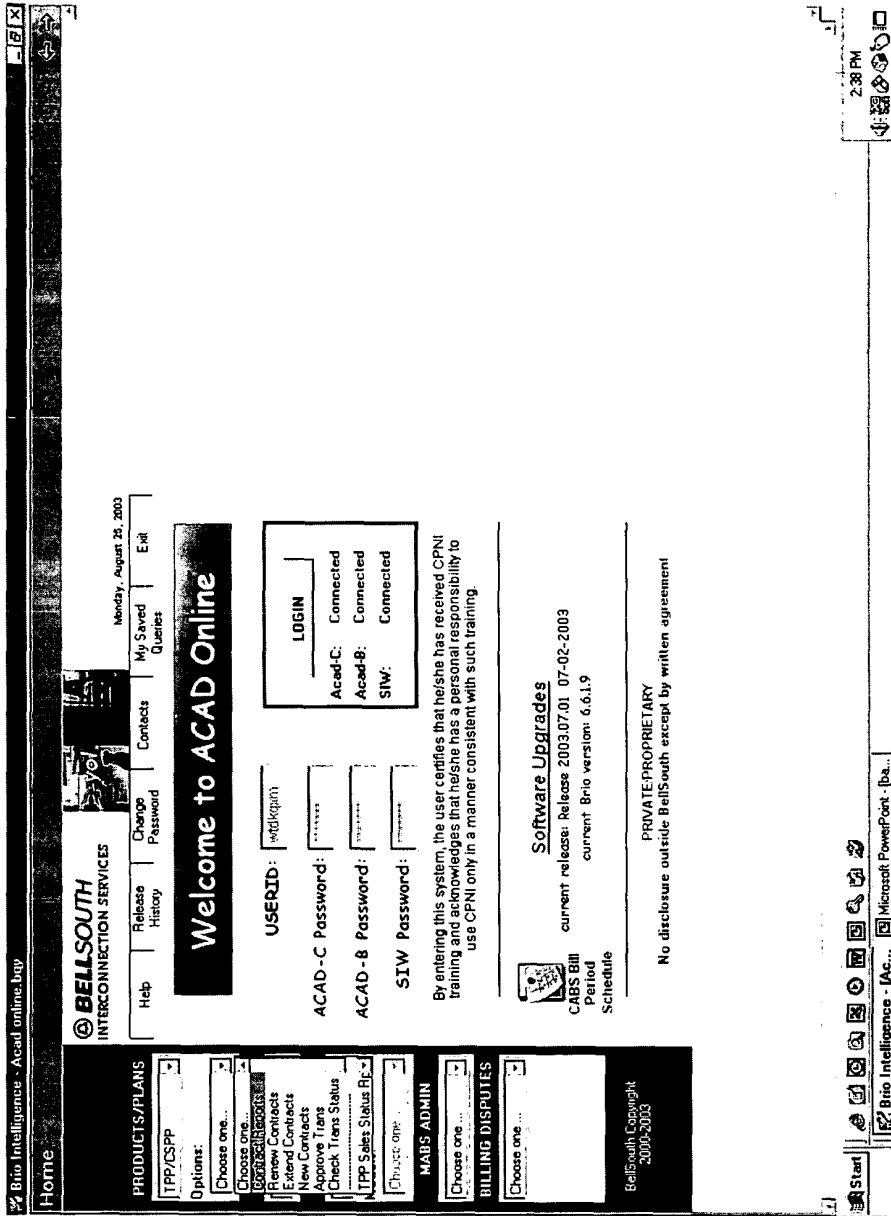 Brio Intelligence - Acad online.bqy
Home
PRODUCTS/PLANS
TPP/CSPP
Options:
Choose one...
Choose one...
Contract Reports
Renew Contracts
Extend Contracts
New Contracts
Approve Trans
Check Trans Status
TPP Sales Status Rp
Choose one...
MABS ADMIN
Choose one...
BILLING DISPUTES
Choose one...
BellSouth Copyright
2000-2003
BELLSOUTH
INTERCONNECTION SERVICES
Monday, August 25, 2003
Help
Release History
Change Password
Contacts
My Saved Queries
Exit
Welcome to ACAD Online
USERID: wtdkqpm
ACAD-C Password: *******
ACAD-B Password: *******
SIW Password: *******
LOGIN
Acad-C: Connected
Acad-B: Connected
SIW: Connected
By entering this system, the user certifies that he/she has received CPNI
training and acknowledges that he/she has a personal responsibility to
use CPNI only in a manner consistent with such training.
CABS Bill
Period
Schedule
Software Upgrades
current release: Release 2003.07.01 07-02-2003
current Brio version: 6.6.1.9
PRIVATE/PROPRIETARY
No disclosure outside BellSouth except by written agreement
Start
Brio Intelligence - [Ac...
Microsoft PowerPoint - [ba...
2:38 PM